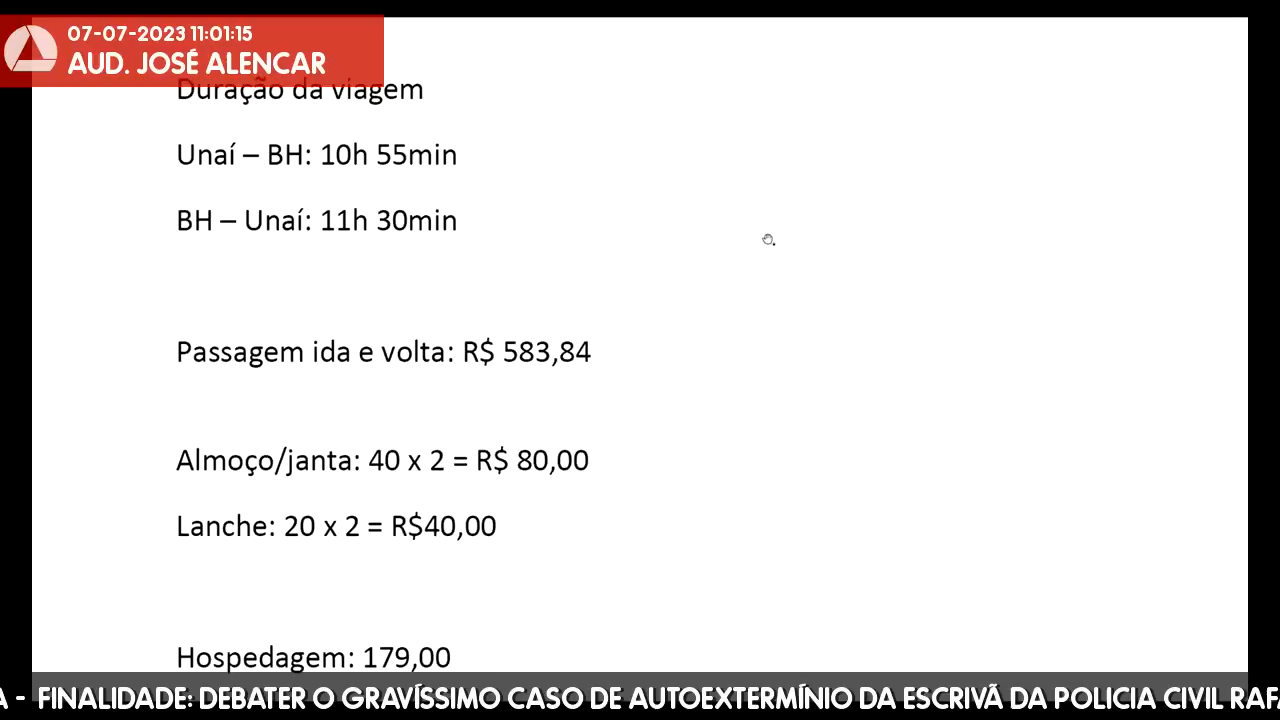 07-07-2023 11:01:15
AUD. JOSÉ ALENCAR
Duração da viagem
Unaí – BH: 10h 55min
BH – Unaí: 11h 30min
Passagem ida e volta: R$ 583,84
Almoço/janta: 40 x 2 = R$ 80,00
Lanche: 20 x 2 = R$40,00
Hospedagem: 179,00
A - FINALIDADE: DEBATER O GRAVÍSSIMO CASO DE AUTOEXTERMÍNIO DA ESCRIVÃ DA POLICIA CIVIL RAFA